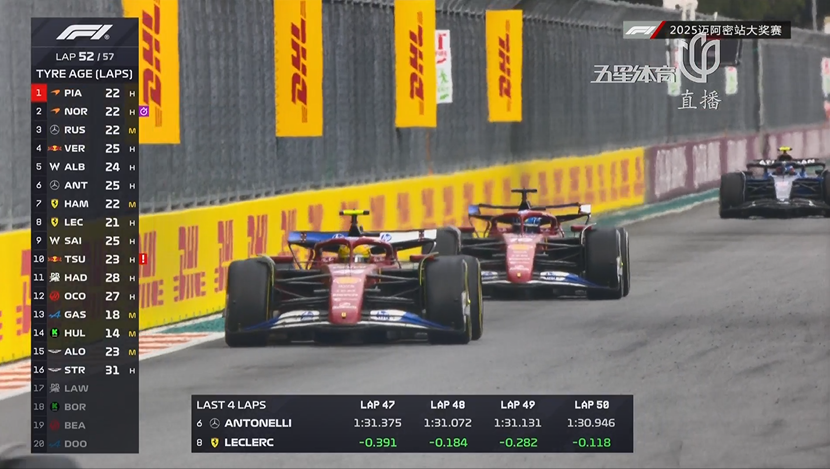 F1
LAP 52 / 57
TYRE AGE (LAPS)
1 PIA 22 H
2 NOR 22 H
3 RUS 22 M
4 VER 25 H
5 W ALB 24 H
6 ANT 25 H
7 HAM 22 M
8 LEC 21 H
9 W SAI 25 H
10 TSU 23 H !
11 HAD 28 H
12 OCO 27 H
13 GAS 18 M
14 HUL 14 M
15 ALO 23 M
16 STR 31 H
17 LAW
18 BOR
19 BEA
20 DOO
F1 2025迈阿密站大奖赛
五星体育
直播
DHL
DHL
DHL
DHL
DHL
DHL
LAST 4 LAPS LAP 47 LAP 48 LAP 49 LAP 50
6 ANTONELLI 1:31.375 1:31.072 1:31.131 1:30.946
8 LECLERC -0.391 -0.184 -0.282 -0.118